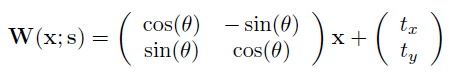 W(x; s) = ( cos(θ) − sin(θ) ) x + ( t_x )
( sin(θ) cos(θ) ) ( t_y )